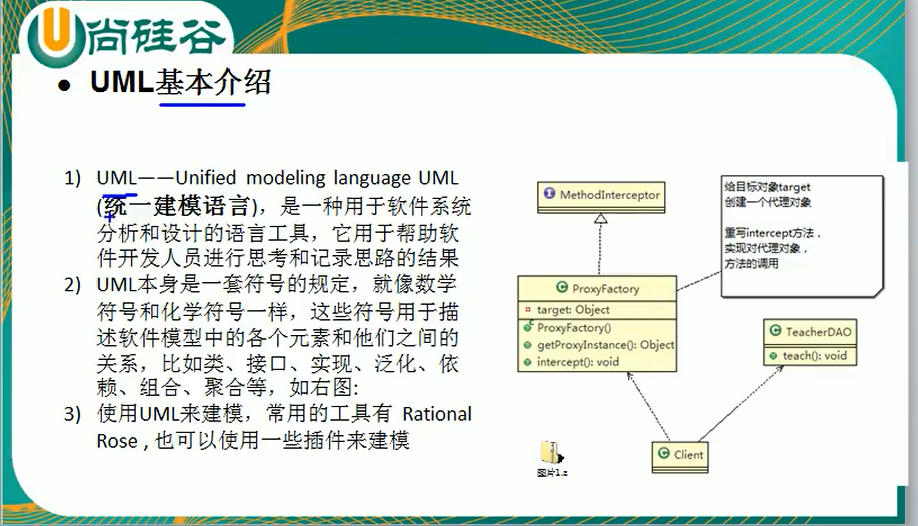 尚硅谷
● UML基本介绍
1) UML——Unified modeling language UML
(统一建模语言)，是一种用于软件系统
分析和设计的语言工具，它用于帮助软
件开发人员进行思考和记录思路的结果
2) UML本身是一套符号的规定，就像数学
符号和化学符号一样，这些符号用于描
述软件模型中的各个元素和他们之间的
关系，比如类、接口、实现、泛化、依
赖、组合、聚合等，如右图:
3) 使用UML来建模，常用的工具有 Rational
Rose , 也可以使用一些插件来建模
MethodInterceptor
给目标对象target
创建一个代理对象
重写intercept方法，
实现对代理对象，
方法的调用
ProxyFactory
target: Object
ProxyFactory()
getProxyInstance(): Object
intercept(): void
TeacherDAO
teach(): void
Client
图片1.z